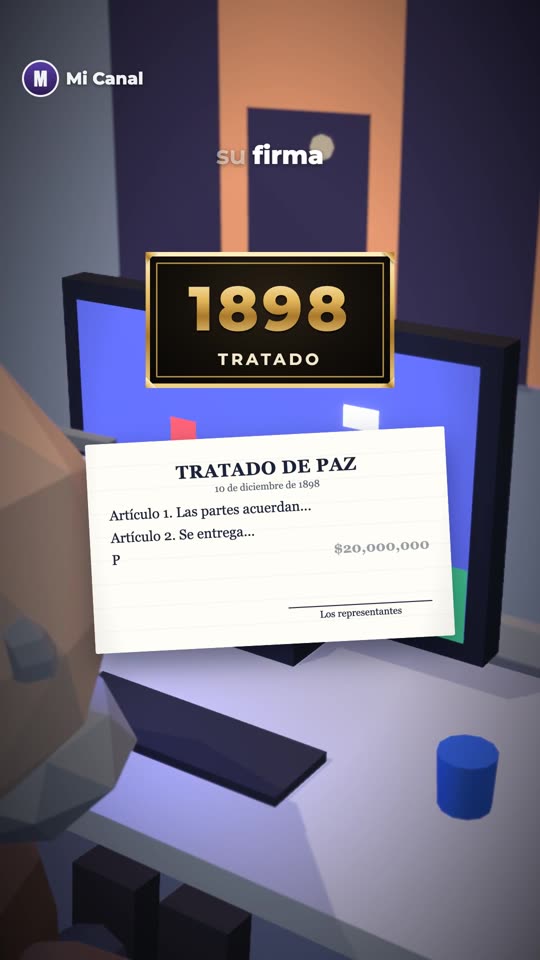 M Mi Canal
su firma
1898
TRATADO
TRATADO DE PAZ
10 de diciembre de 1898
Artículo 1. Las partes acuerdan...
Artículo 2. Se entrega...
P
$20,000,000
Los representantes